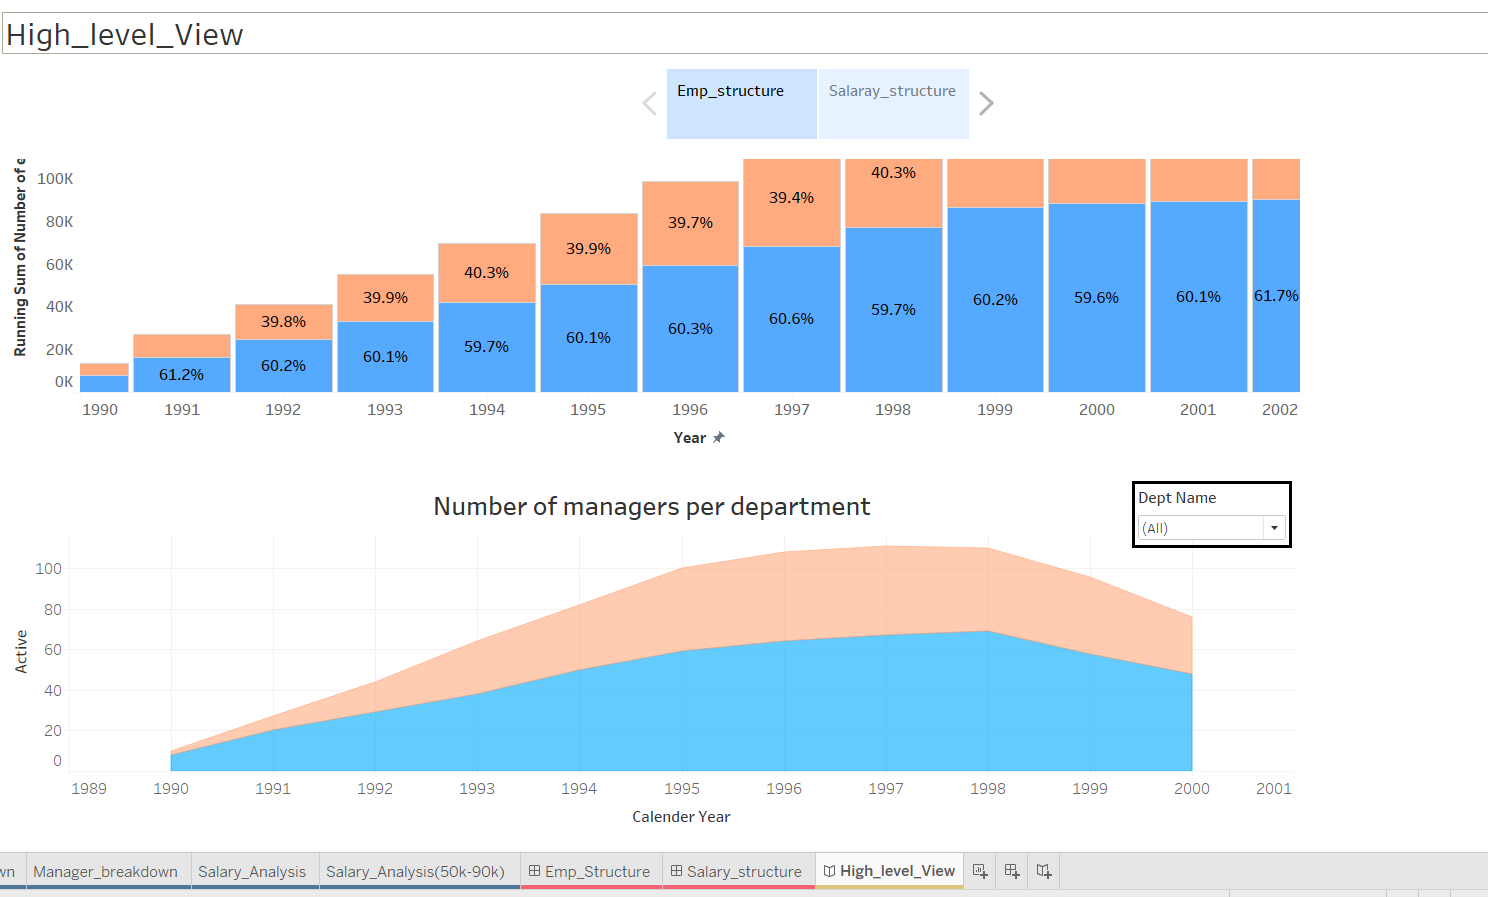 High_level_View
Emp_structure
Salaray_structure
Running Sum of Number of e
100K
80K
60K
40K
20K
0K
40.3%
39.4%
39.7%
39.9%
40.3%
39.9%
39.8%
61.2%
60.2%
60.1%
59.7%
60.1%
60.3%
60.6%
59.7%
60.2%
59.6%
60.1%
61.7%
1990 1991 1992 1993 1994 1995 1996 1997 1998 1999 2000 2001 2002
Year
Number of managers per department
Dept Name
(All)
Active
100
80
60
40
20
0
1989 1990 1991 1992 1993 1994 1995 1996 1997 1998 1999 2000 2001
Calender Year
wn Manager_breakdown Salary_Analysis Salary_Analysis(50k-90k) Emp_Structure Salary_structure High_level_View